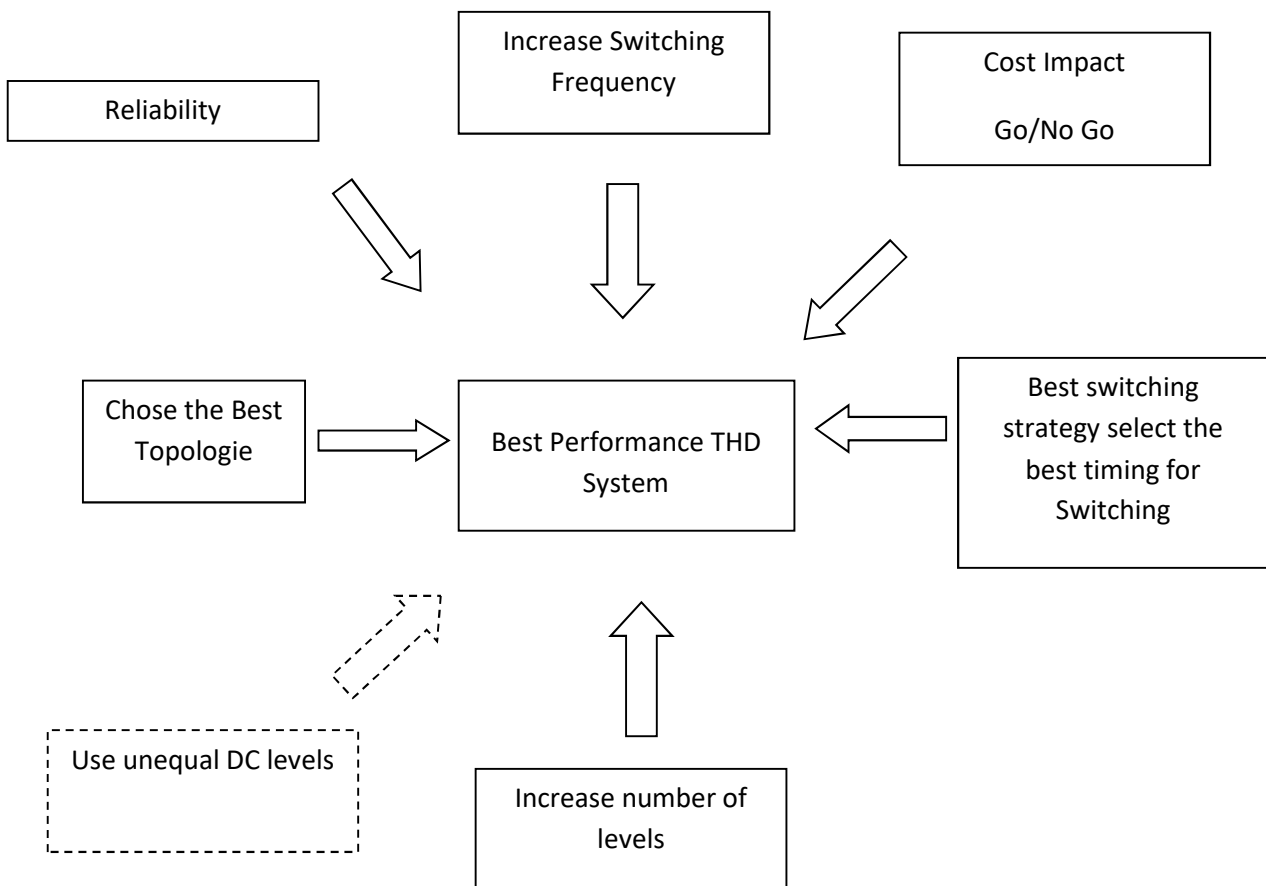 Increase Switching
Frequency
Cost Impact
Go/No Go
Reliability
Chose the Best
Topologie
Best Performance THD
System
Best switching
strategy select the
best timing for
Switching
Use unequal DC levels
Increase number of
levels